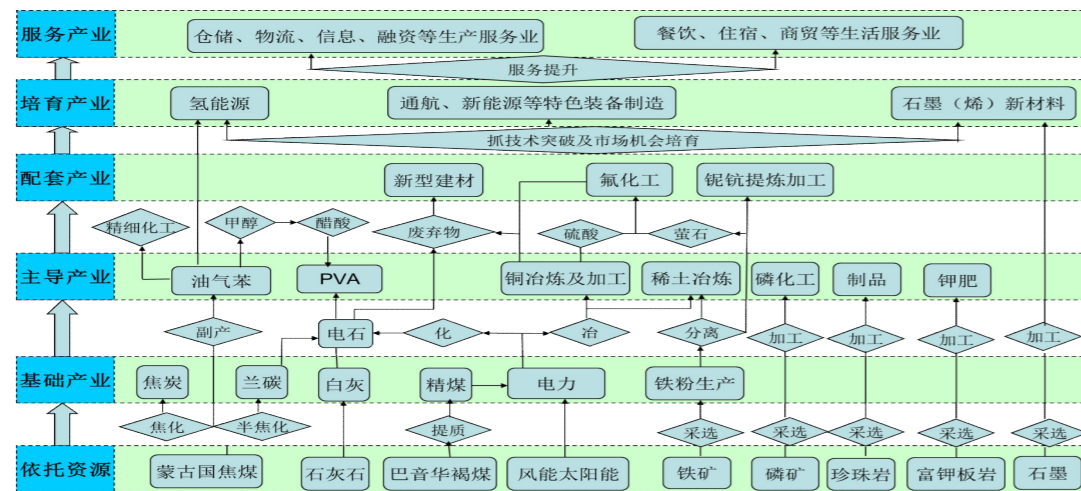 服务产业
仓储、物流、信息、融资等生产服务业
餐饮、住宿、商贸等生活服务业
服务提升
培育产业
氢能源
通航、新能源等特色装备制造
石墨（烯）新材料
抓技术突破及市场机会培育
配套产业
新型建材
氟化工
铌钪提炼加工
精细化工
甲醇
醋酸
废弃物
硫酸
萤石
主导产业
油气苯
PVA
铜冶炼及加工
稀土冶炼
磷化工
制品
钾肥
副产
电石
化
冶
分离
加工
加工
加工
加工
基础产业
焦炭
兰碳
白灰
精煤
电力
铁粉生产
焦化
半焦化
提质
采选
采选
采选
采选
采选
依托资源
蒙古国焦煤
石灰石
巴音华褐煤
风能太阳能
铁矿
磷矿
珍珠岩
富钾板岩
石墨